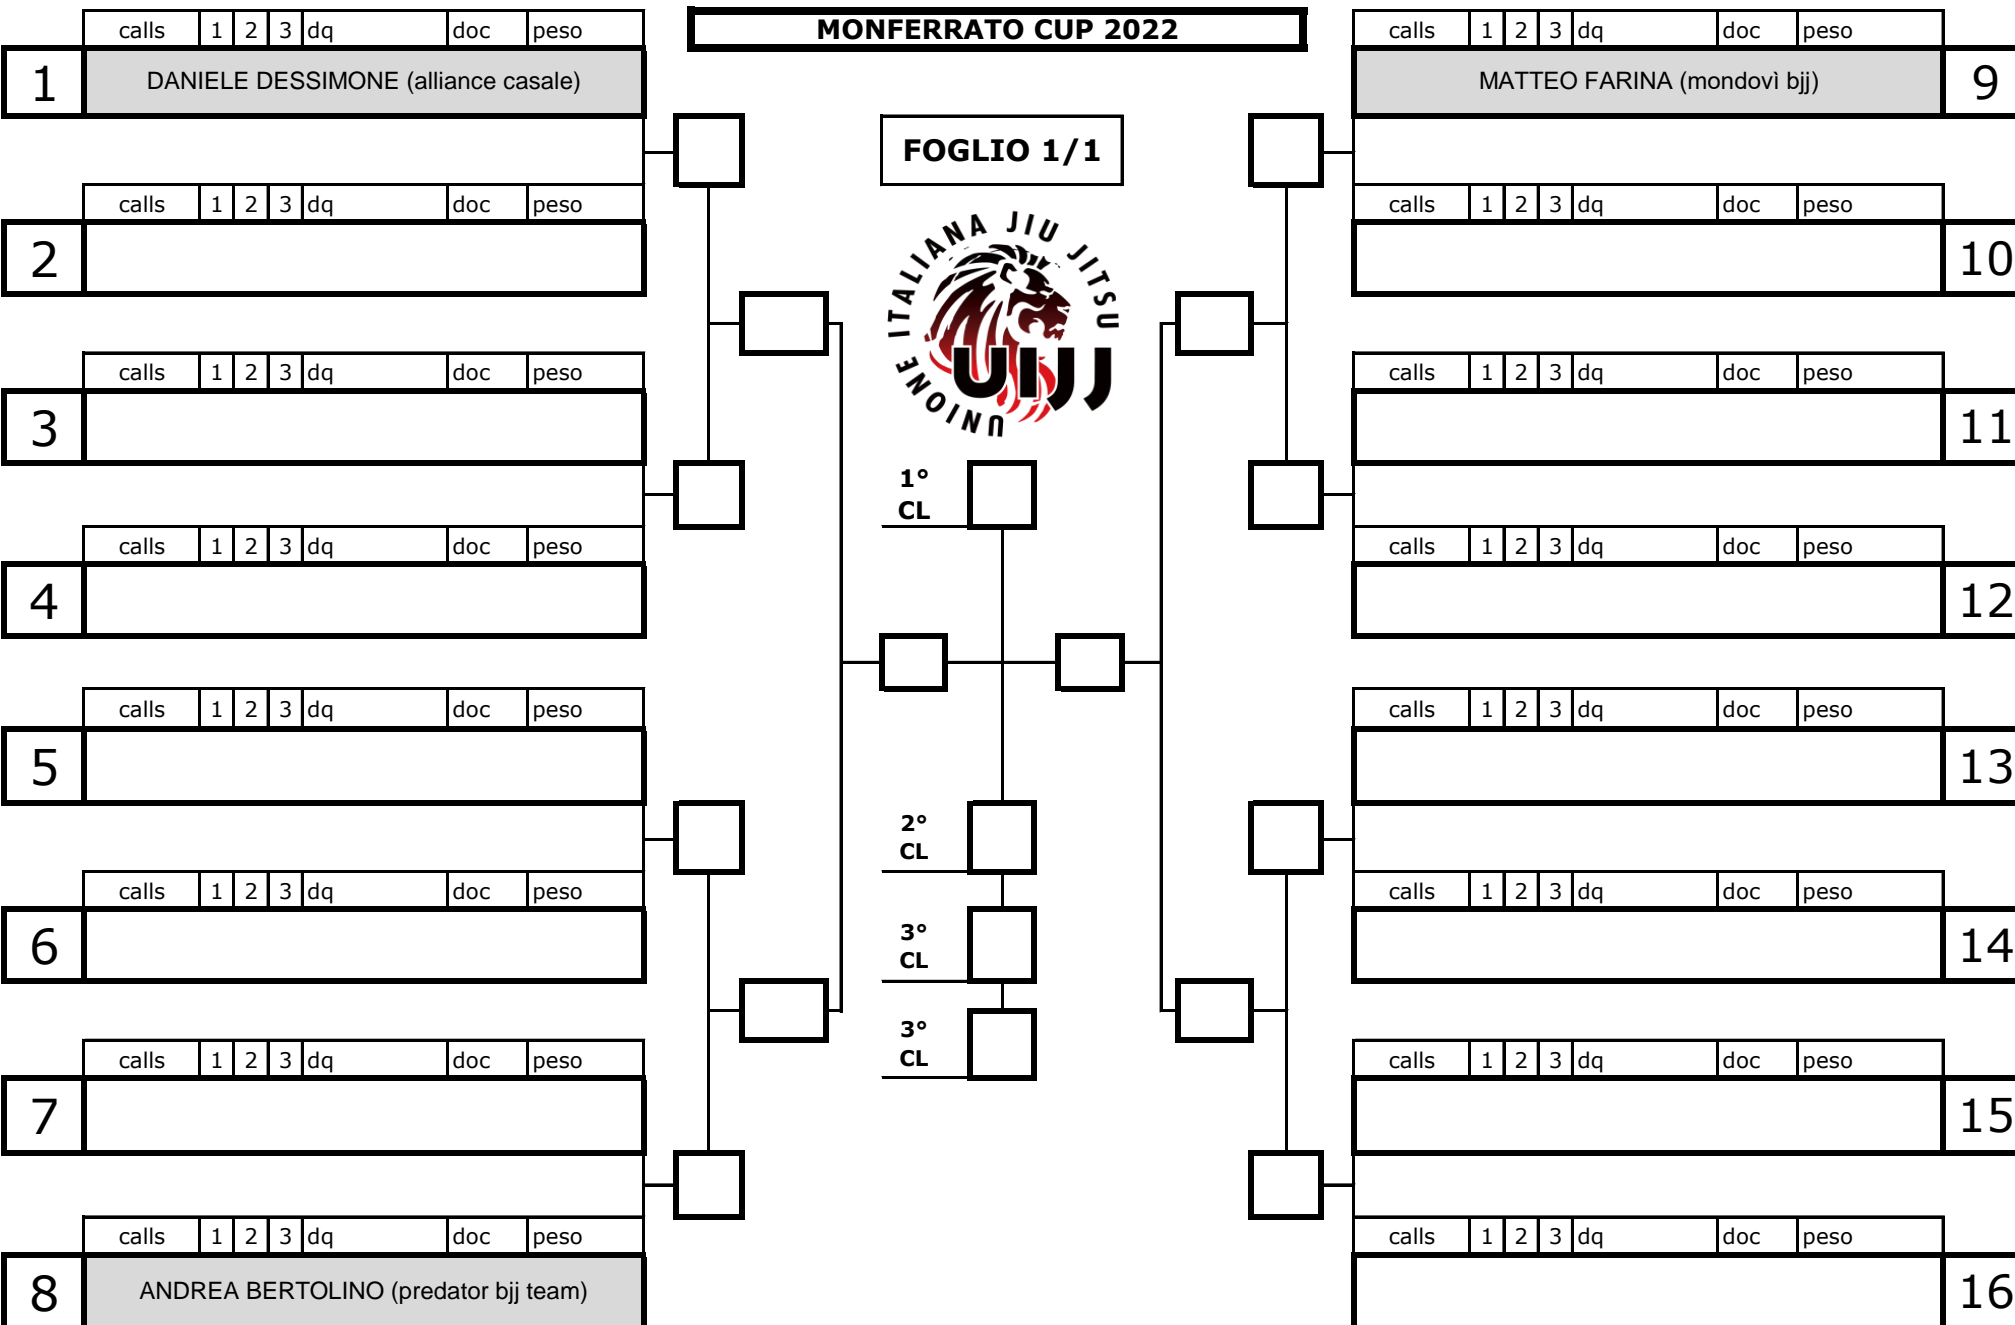 MONFERRATO CUP 2022
FOGLIO 1/1
UNIONE ITALIANA JIU JITSU
UIJJ
calls 1 2 3 dq doc peso
1 DANIELE DESSIMONE (alliance casale)
calls 1 2 3 dq doc peso
2
calls 1 2 3 dq doc peso
3
calls 1 2 3 dq doc peso
4
calls 1 2 3 dq doc peso
5
calls 1 2 3 dq doc peso
6
calls 1 2 3 dq doc peso
7
calls 1 2 3 dq doc peso
8 ANDREA BERTOLINO (predator bjj team)
1°
CL
2°
CL
3°
CL
3°
CL
calls 1 2 3 dq doc peso
MATTEO FARINA (mondovì bjj) 9
calls 1 2 3 dq doc peso
10
calls 1 2 3 dq doc peso
11
calls 1 2 3 dq doc peso
12
calls 1 2 3 dq doc peso
13
calls 1 2 3 dq doc peso
14
calls 1 2 3 dq doc peso
15
calls 1 2 3 dq doc peso
16